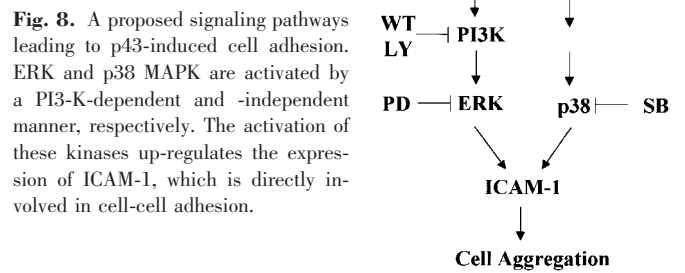 Fig. 8. A proposed signaling pathways
leading to p43-induced cell adhesion.
ERK and p38 MAPK are activated by
a PI3-K-dependent and -independent
manner, respectively. The activation of
these kinases up-regulates the expres-
sion of ICAM-1, which is directly in-
volved in cell-cell adhesion.
WT
LY
PI3K
PD
ERK
p38
SB
ICAM-1
Cell Aggregation